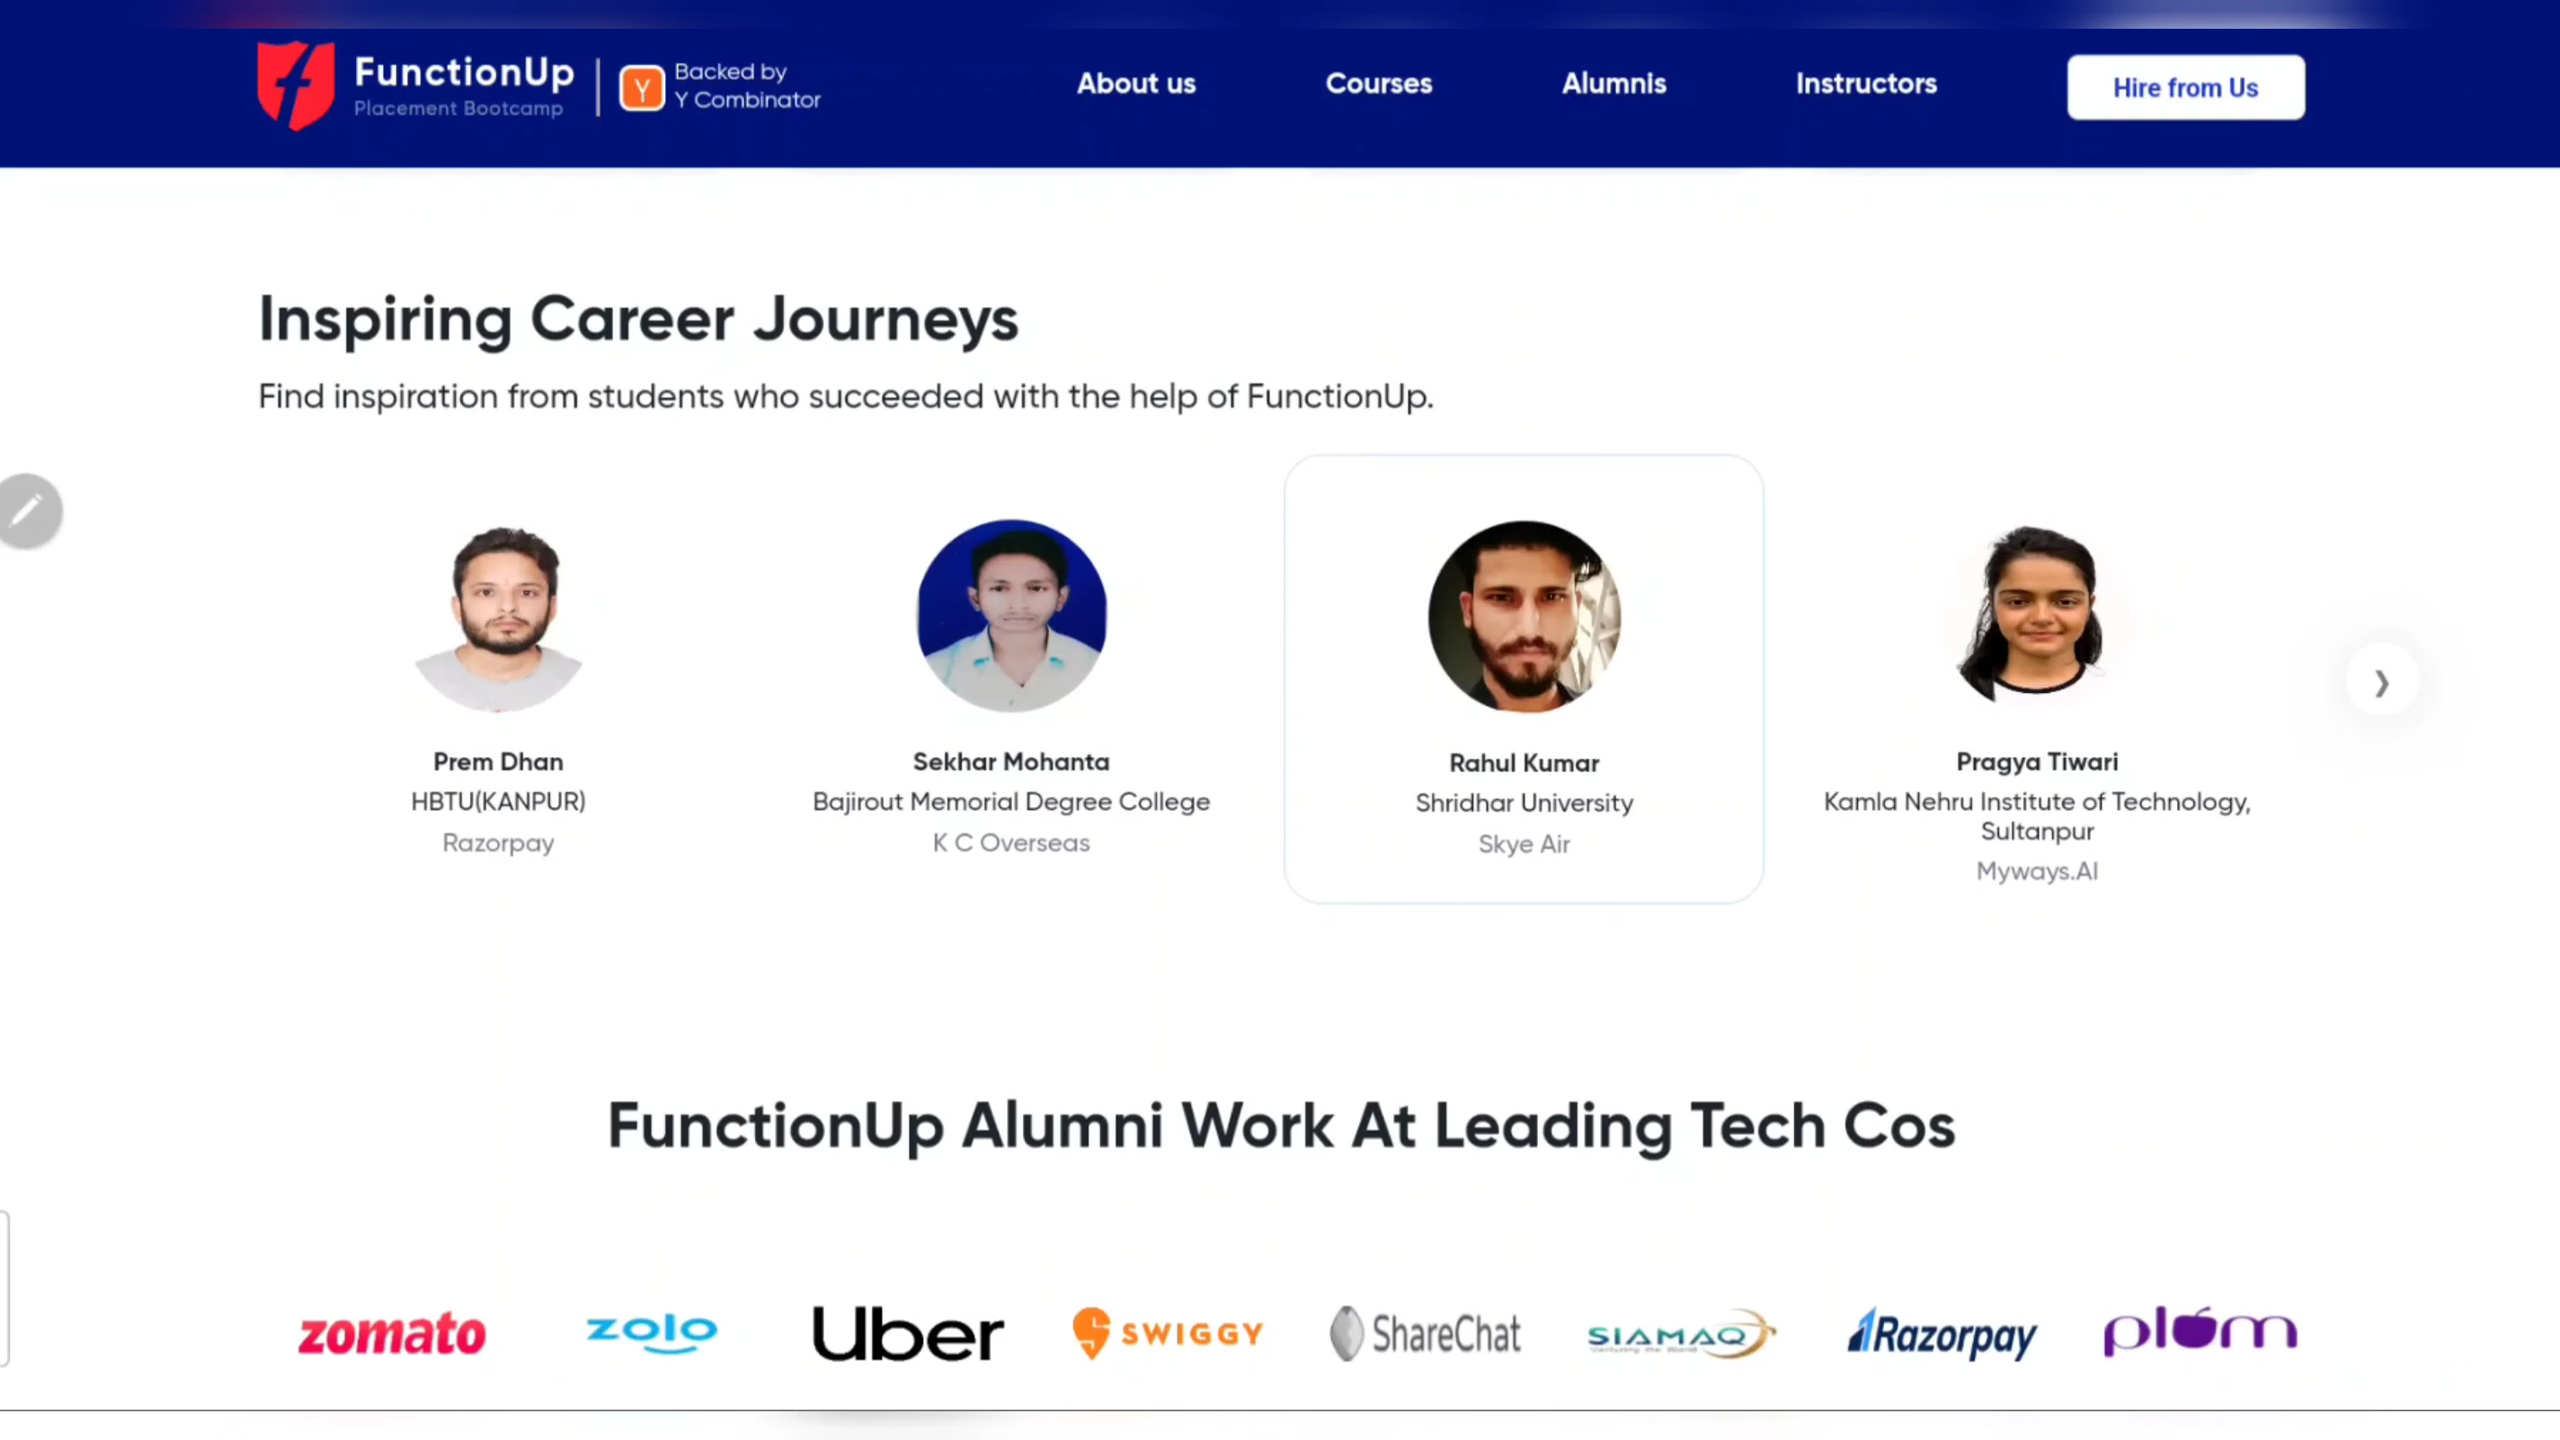 FunctionUp
Placement Bootcamp
Y
Backed by
Y Combinator
About us
Courses
Alumnis
Instructors
Hire from Us
Inspiring Career Journeys
Find inspiration from students who succeeded with the help of FunctionUp.
Prem Dhan
HBTU(KANPUR)
Razorpay
Sekhar Mohanta
Bajirout Memorial Degree College
K C Overseas
Rahul Kumar
Shridhar University
Skye Air
Pragya Tiwari
Kamla Nehru Institute of Technology,
Sultanpur
Myways.AI
FunctionUp Alumni Work At Leading Tech Cos
zomato
zolo
Uber
SWIGGY
ShareChat
SIAMAQ
Venturing the World
Razorpay
plum